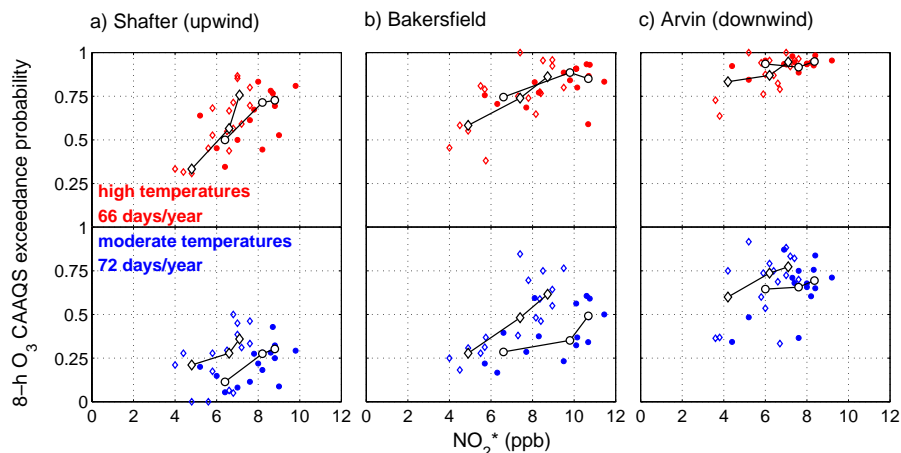 a) Shafter (upwind)
b) Bakersfield
c) Arvin (downwind)
8−h O3 CAAQS exceedance probability
1
0.75
0.5
0.25
high temperatures
66 days/year
1
moderate temperatures
72 days/year
0.75
0.5
0.25
0
0 2 4 6 8 10 12
0 2 4 6 8 10 12
0 2 4 6 8 10 12
NO2* (ppb)